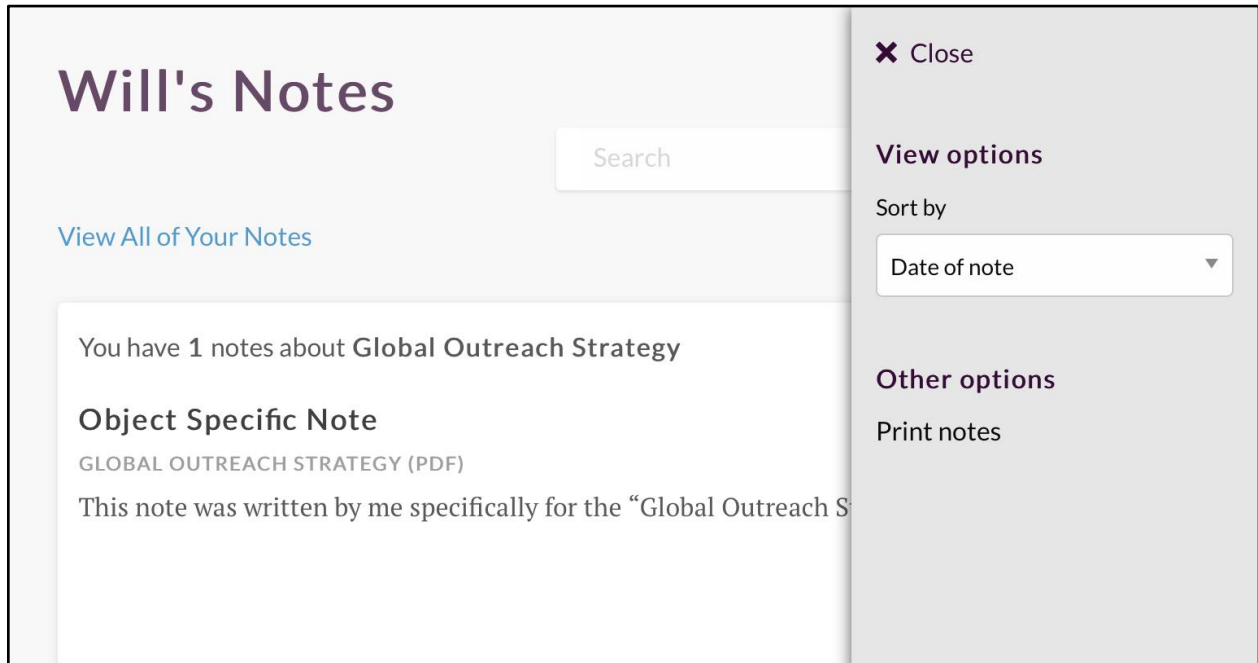 Will's Notes
Search
View All of Your Notes
You have 1 notes about Global Outreach Strategy
Object Specific Note
GLOBAL OUTREACH STRATEGY (PDF)
This note was written by me specifically for the “Global Outreach
Close
View options
Sort by
Date of note
Other options
Print notes